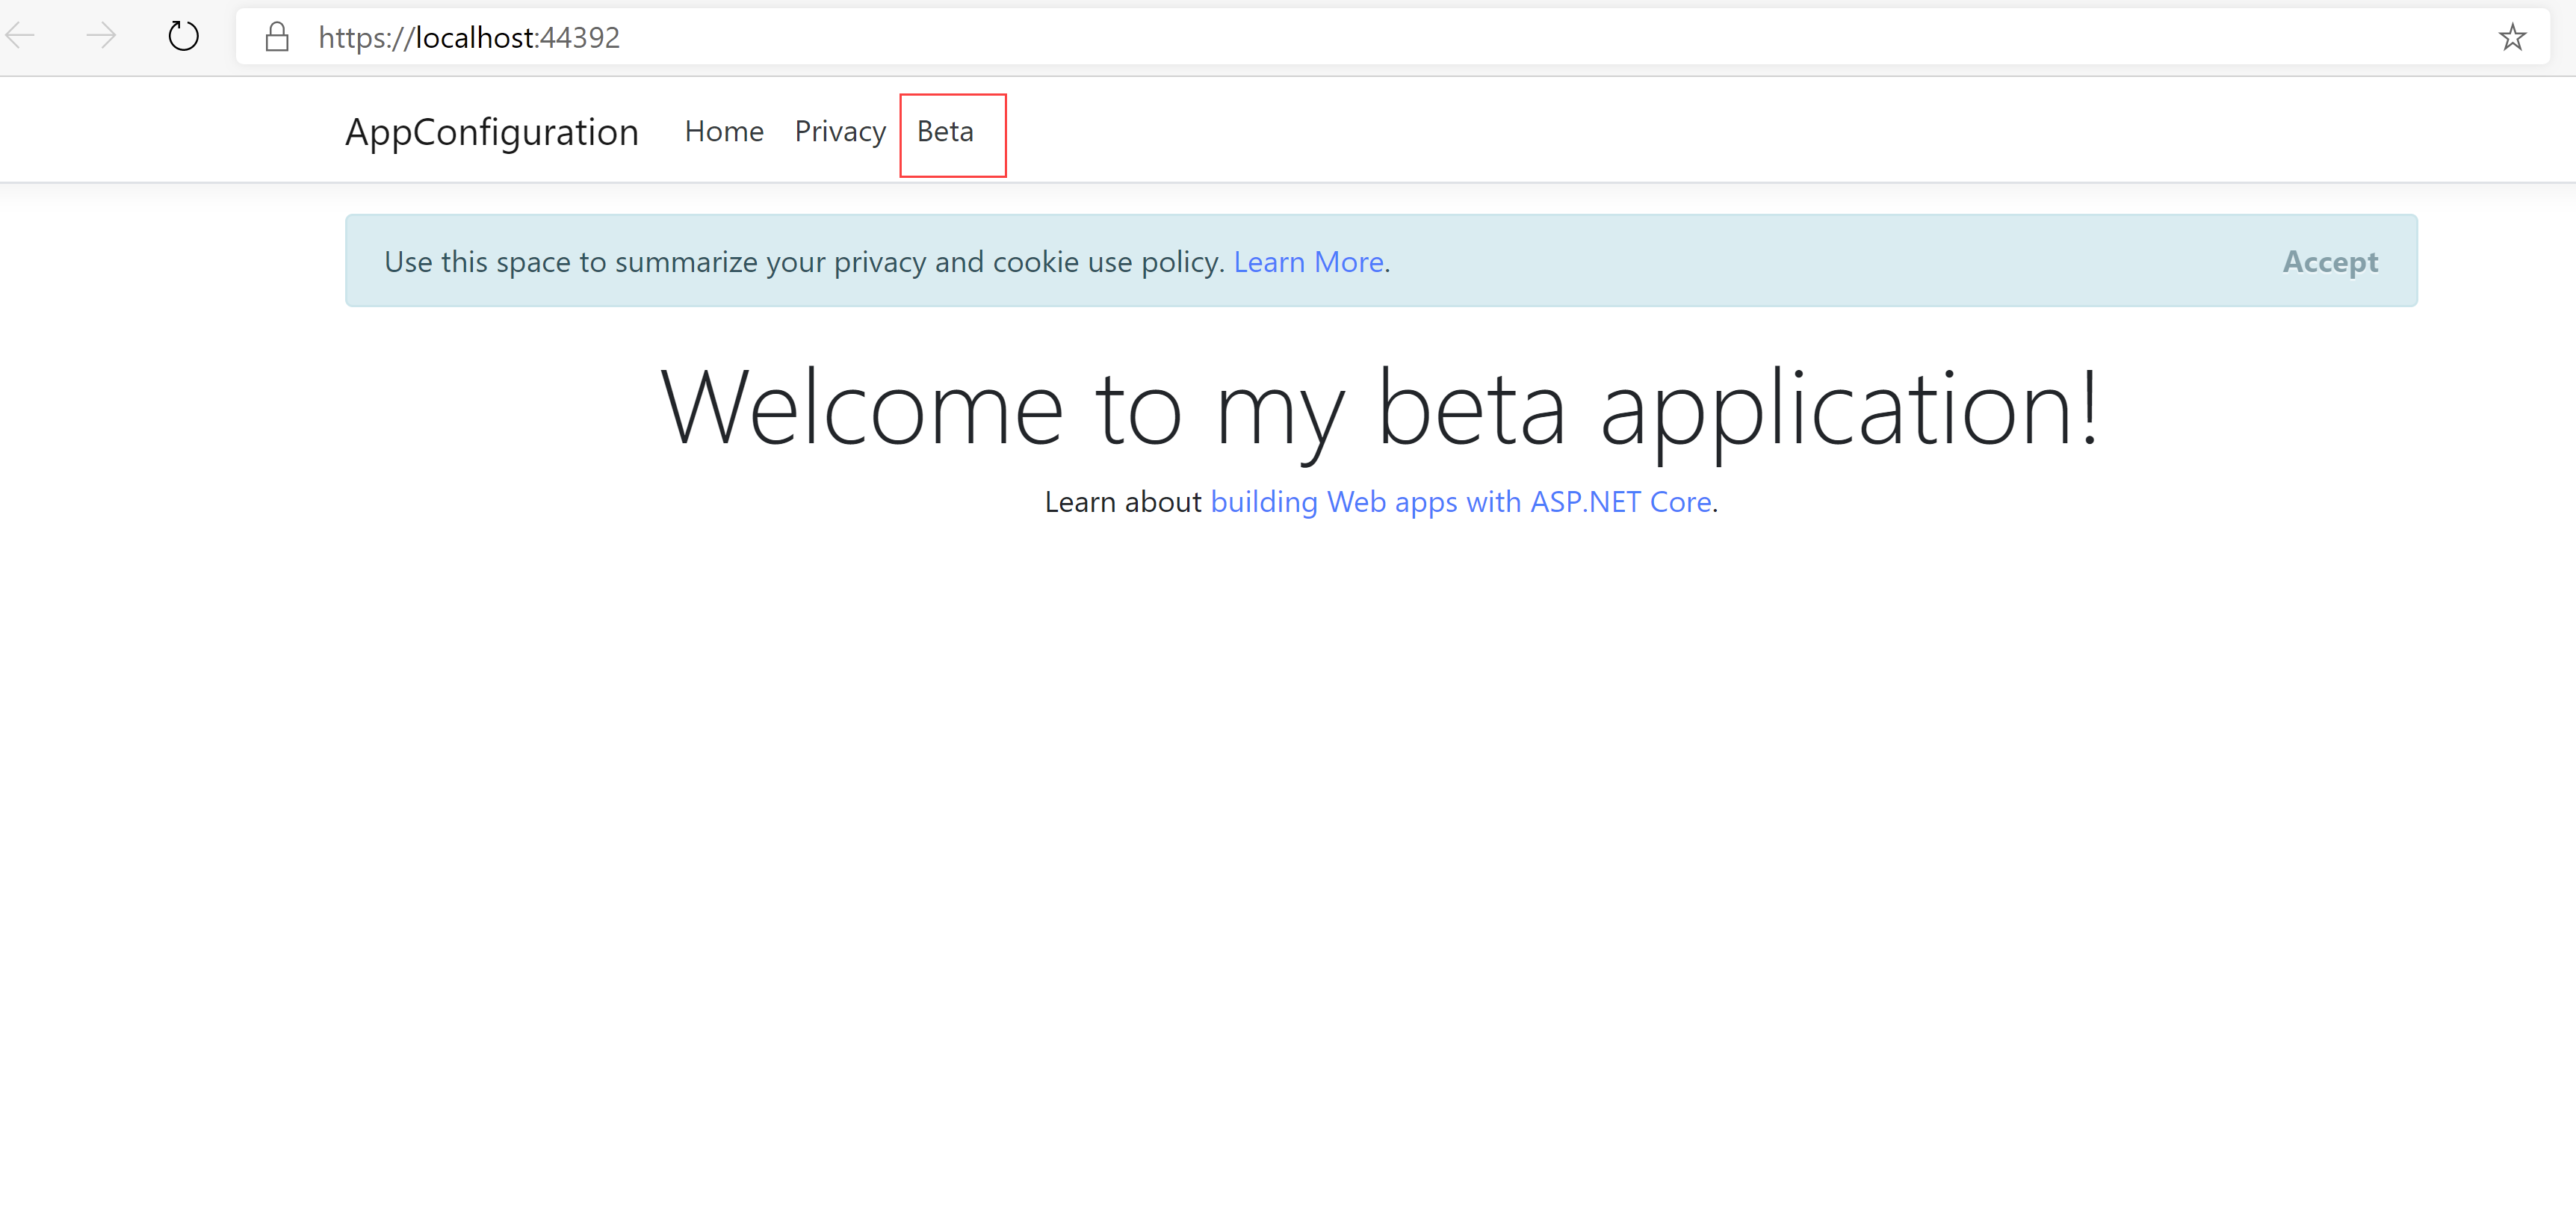 https://localhost:44392
AppConfiguration Home Privacy Beta
Use this space to summarize your privacy and cookie use policy. Learn More. Accept
Welcome to my beta application!
Learn about building Web apps with ASP.NET Core.